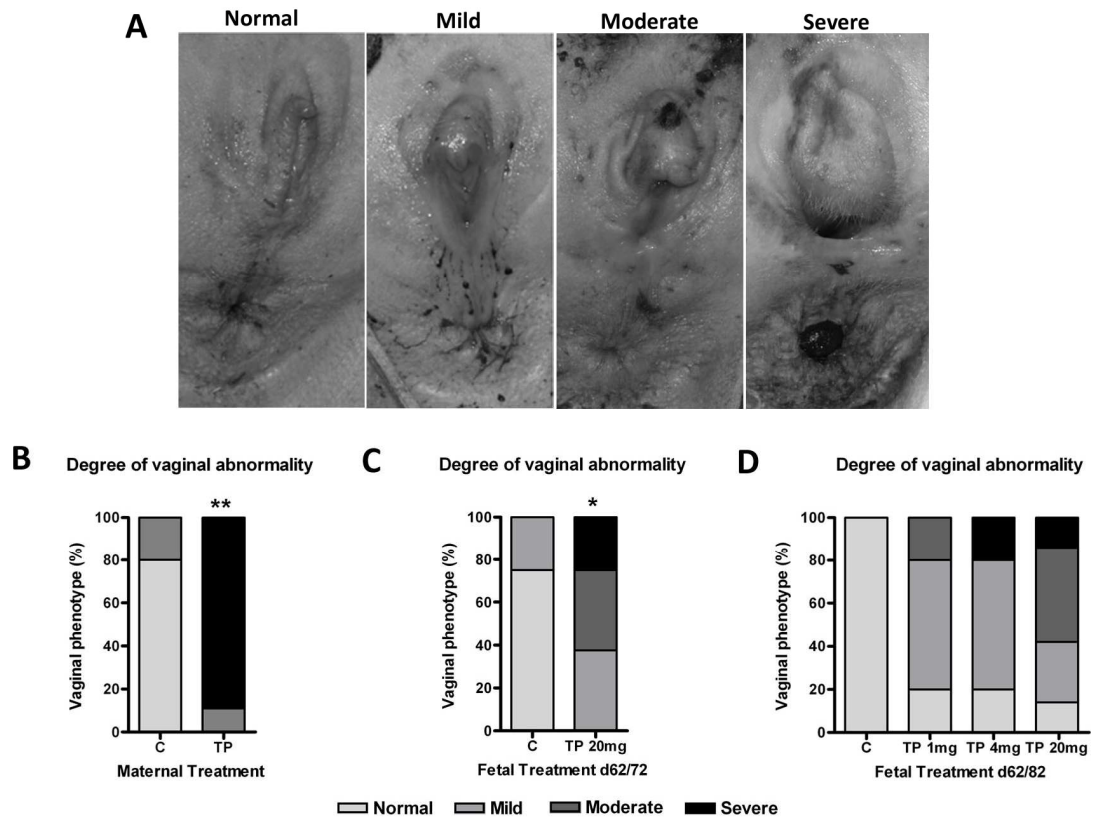 A
Normal Mild Moderate Severe
B
Degree of vaginal abnormality
Vaginal phenotype (%)
100
80
60
40
20
0
**
C TP
Maternal Treatment
C
Degree of vaginal abnormality
Vaginal phenotype (%)
100
80
60
40
20
0
*
C TP 20mg
Fetal Treatment d62/72
D
Degree of vaginal abnormality
Vaginal phenotype (%)
100
80
60
40
20
0
C TP 1mg TP 4mg TP 20mg
Fetal Treatment d62/82
Normal Mild Moderate Severe